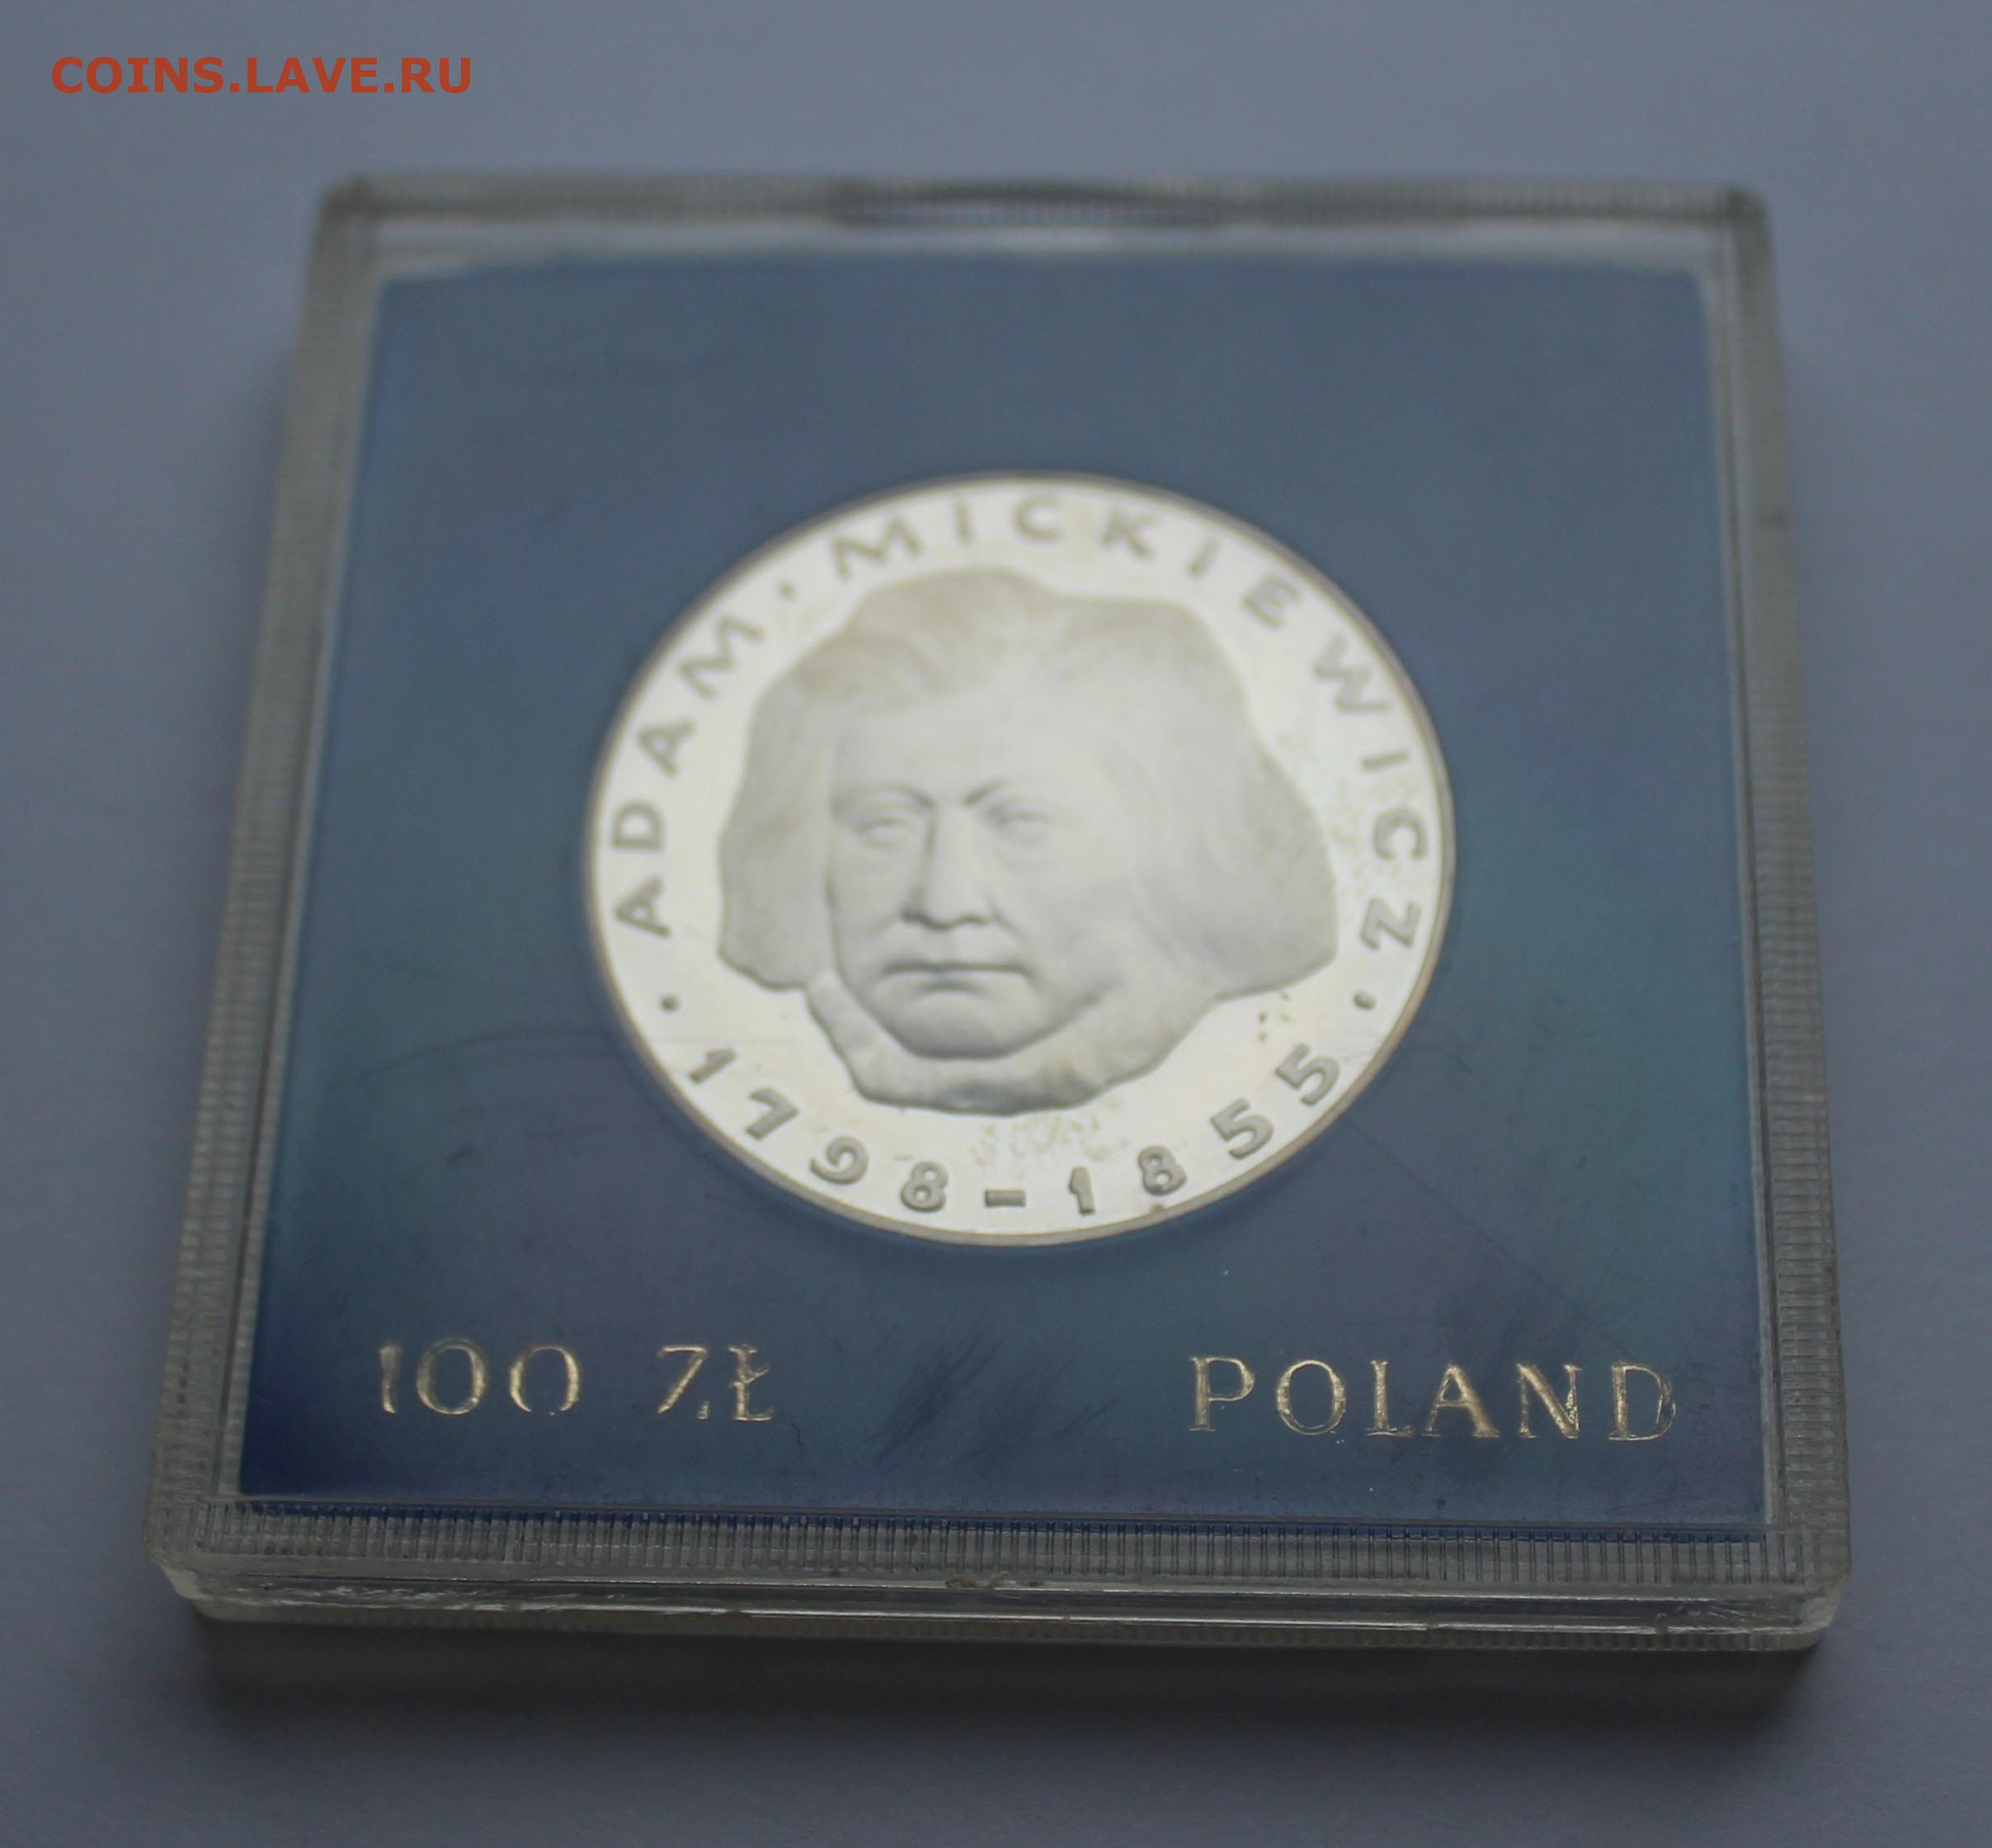 COINS.LAVE.RU
ADAM · MICKIEWICZ · 1798-1855 ·
100 ZŁ POLAND